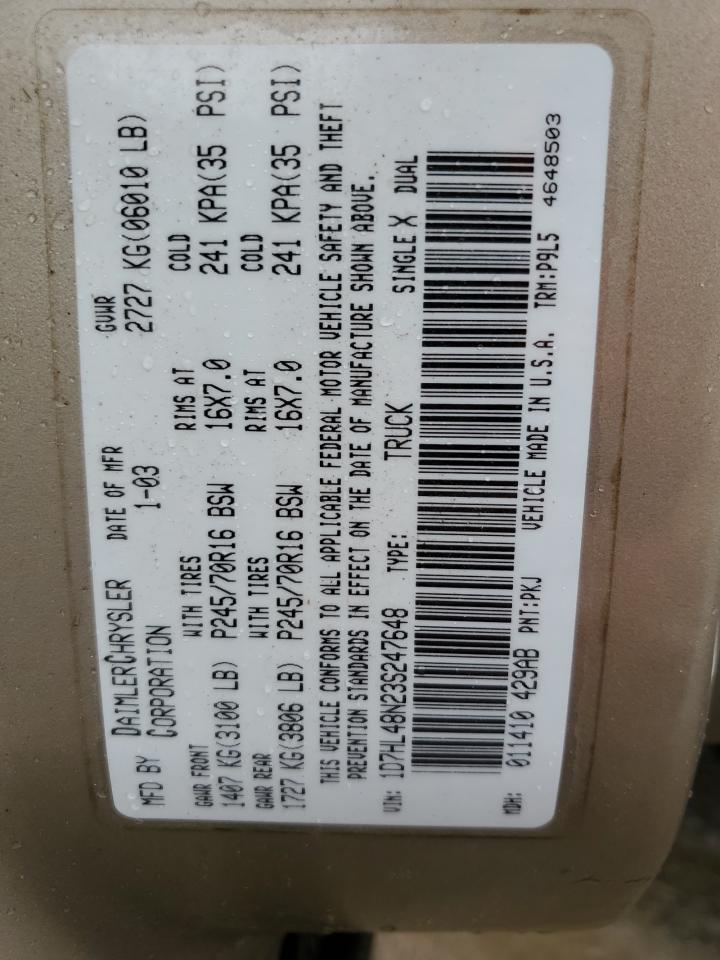 MFD BY DAIMLERCHRYSLER CORPORATION
DATE OF MFR 1-03
GVWR 2727 KG(06010 LB)
GAWR FRONT WITH TIRES RIMS AT COLD
1407 KG(3100 LB) P245/70R16 BSW 16X7.0 241 KPA(35 PSI)
GAWR REAR WITH TIRES RIMS AT COLD
1727 KG(3806 LB) P245/70R16 BSW 16X7.0 241 KPA(35 PSI)
THIS VEHICLE CONFORMS TO ALL APPLICABLE FEDERAL MOTOR VEHICLE SAFETY AND THEFT
PREVENTION STANDARDS IN EFFECT ON THE DATE OF MANUFACTURE SHOWN ABOVE.
VIN: 1D7HL48N23S247648 TYPE: TRUCK SINGLE X DUAL
MDH: 011410 429AB PNT:PKJ VEHICLE MADE IN U.S.A. TRM:P9L5 4648503